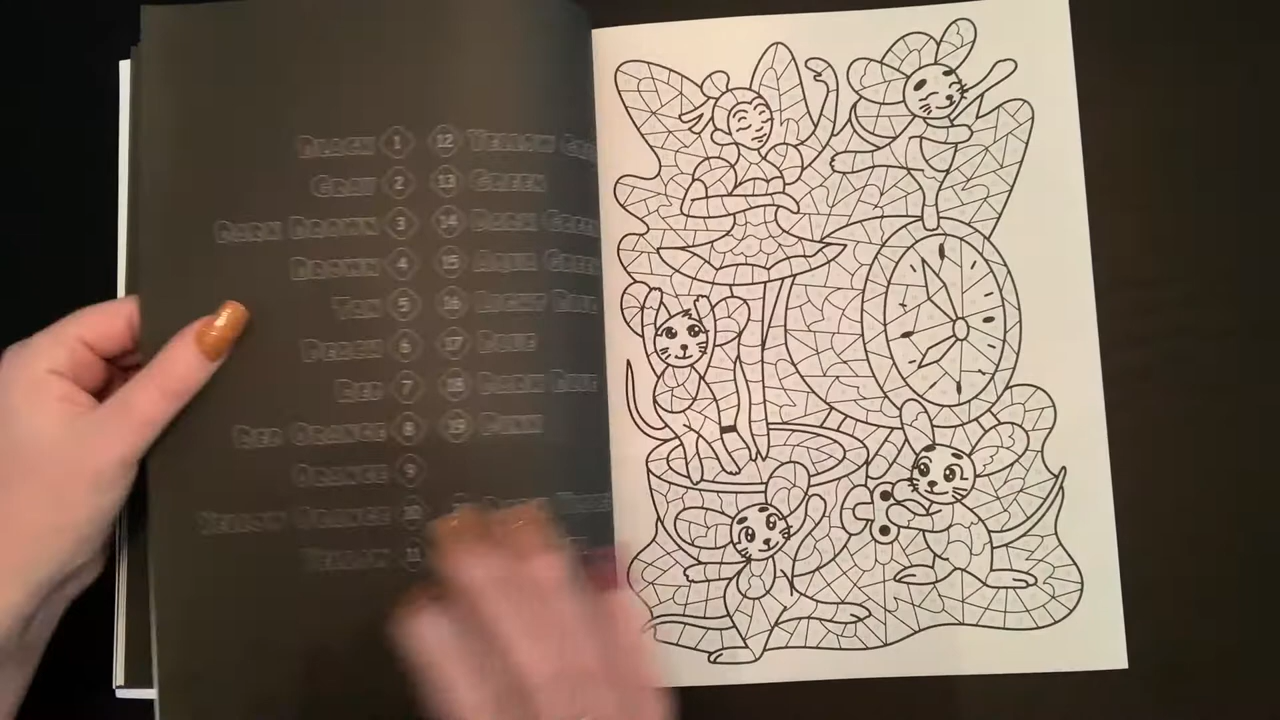 BLACK 1 12 YELLOW
GRAY 2 13 GREEN
DARK BROWN 3 14 DARK GREEN
BROWN 4 15 AQUA GREEN
TAN 5 16 LIGHT BLUE
PEACH 6 17 BLUE
RED 7 18 DARK BLUE
RED ORANGE 8 19 PINK
ORANGE 9
YELLOW ORANGE 10
YELLOW 11